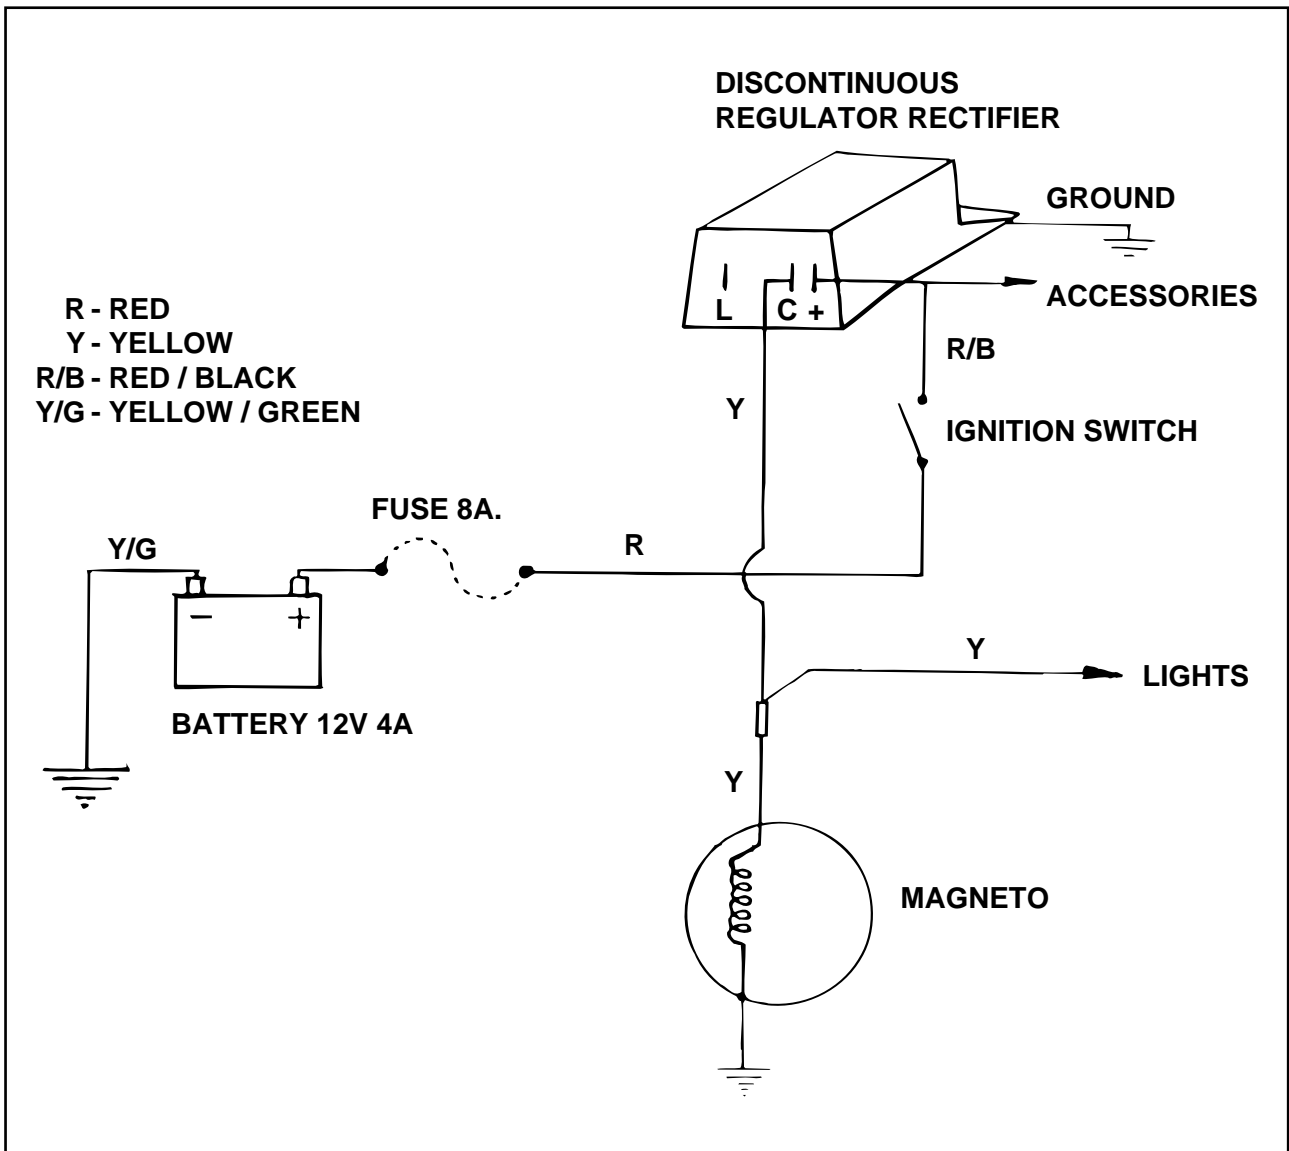 DISCONTINUOUS
REGULATOR RECTIFIER
GROUND
L C +
ACCESSORIES
R - RED
Y - YELLOW
R/B - RED / BLACK
Y/G - YELLOW / GREEN
R/B
Y
IGNITION SWITCH
FUSE 8A.
Y/G
R
- +
BATTERY 12V 4A
Y
LIGHTS
Y
MAGNETO